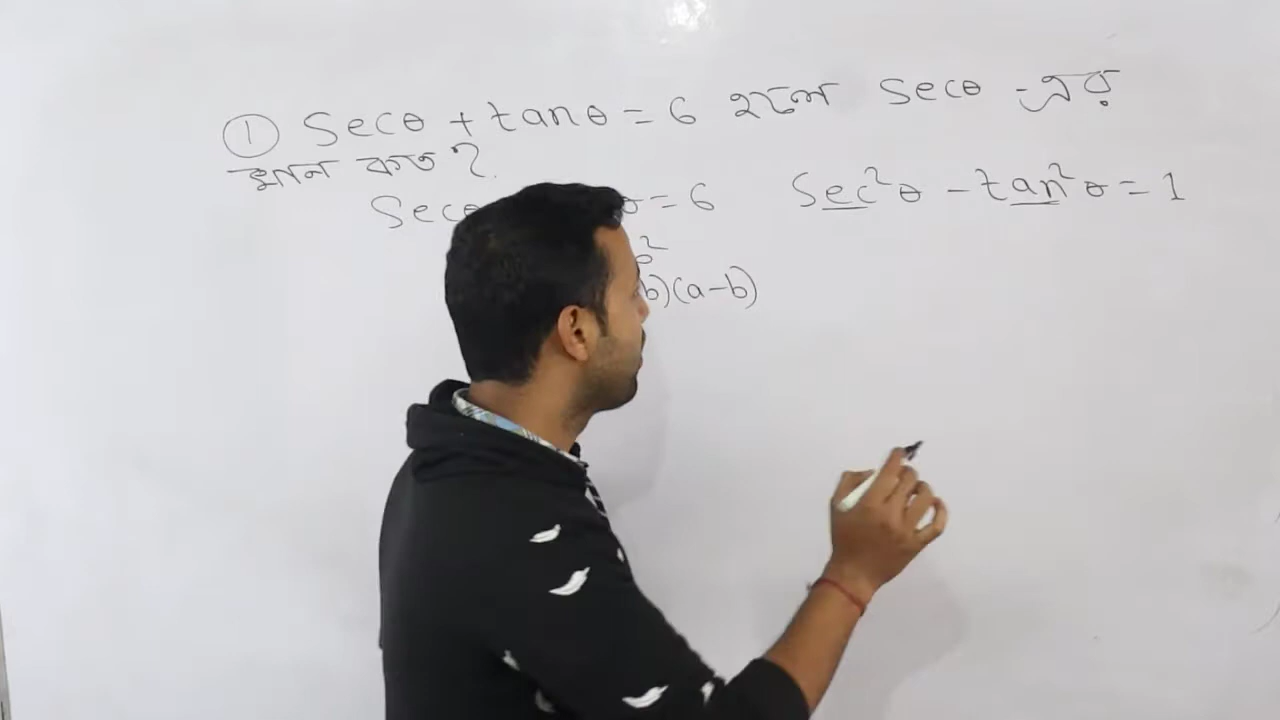 ① Secθ + tanθ = 6 হলে Secθ -এর
মান কত ?
Secθ = 6 Sec²θ - tan²θ = 1
b)(a-b)